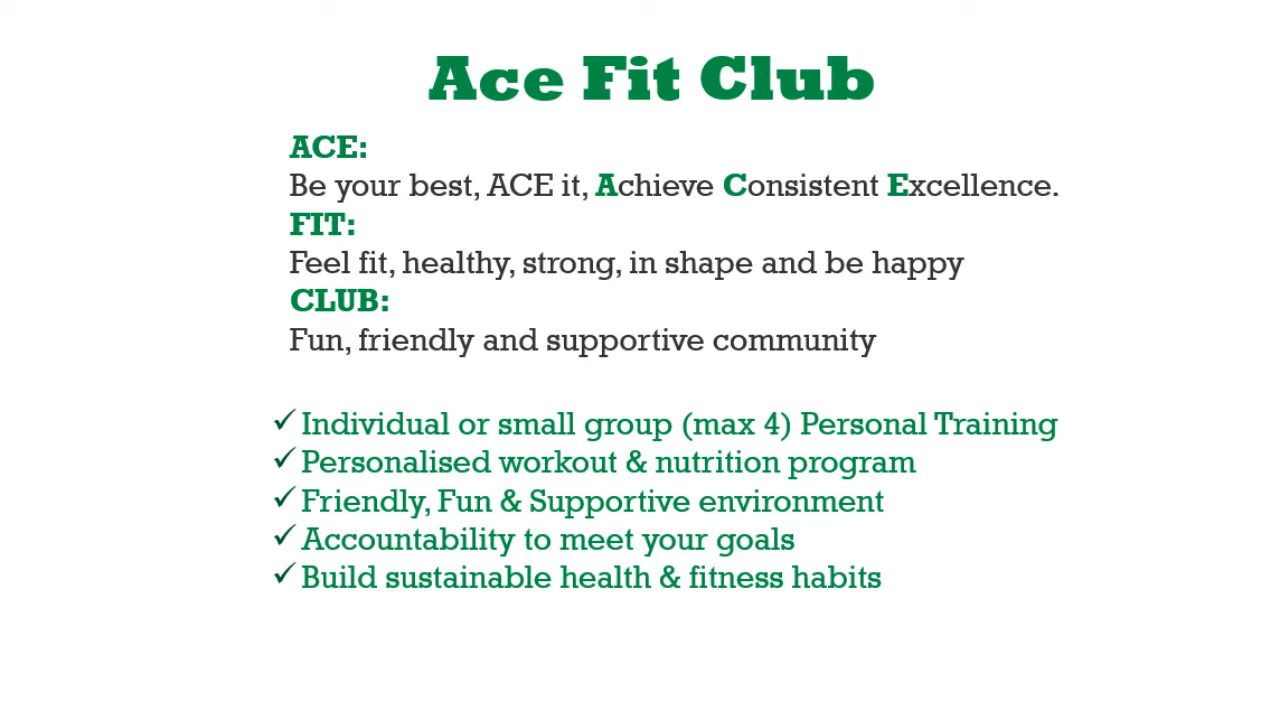 Ace Fit Club
ACE:
Be your best, ACE it, Achieve Consistent Excellence.
FIT:
Feel fit, healthy, strong, in shape and be happy
CLUB:
Fun, friendly and supportive community
✓ Individual or small group (max 4) Personal Training
✓ Personalised workout & nutrition program
✓ Friendly, Fun & Supportive environment
✓ Accountability to meet your goals
✓ Build sustainable health & fitness habits